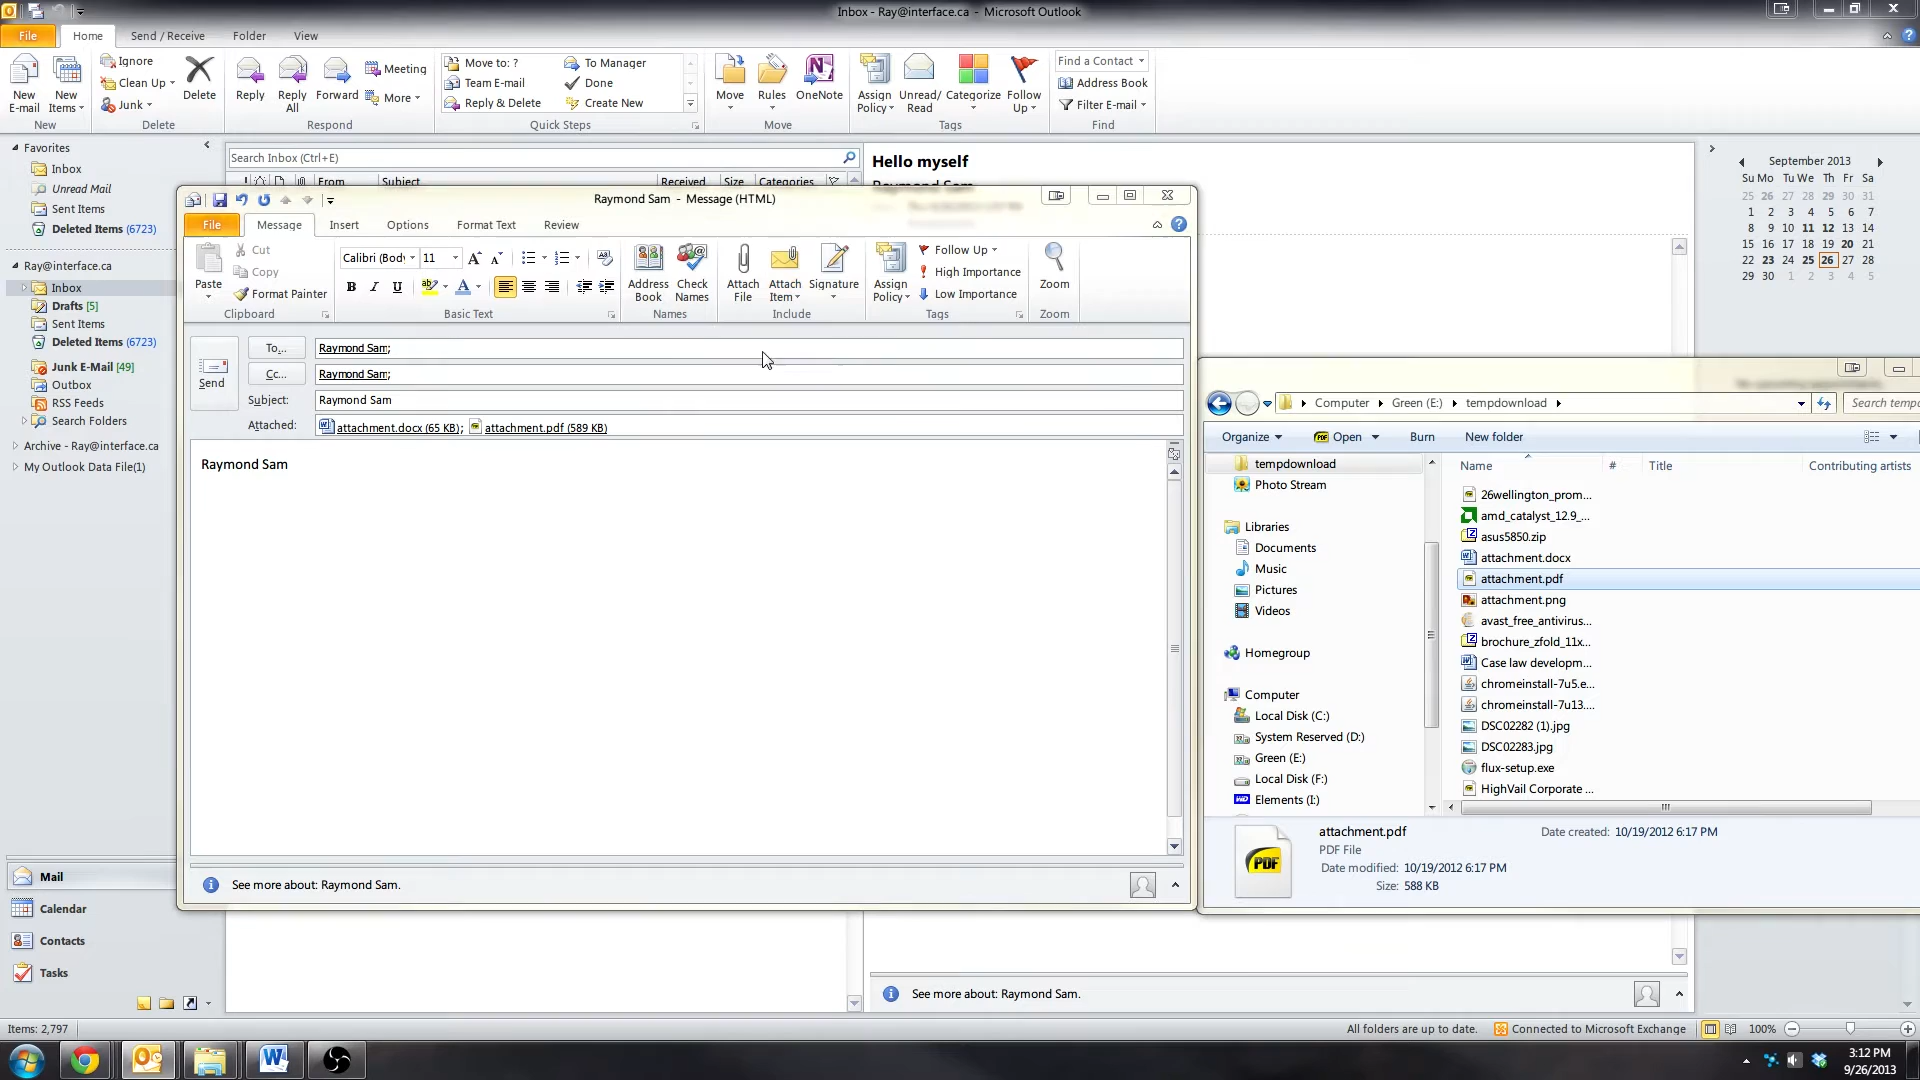 Inbox - Ray@interface.ca - Microsoft Outlook
File Home Send / Receive Folder View
New E-mail
New Items
New
Ignore
Clean Up
Junk
Delete
Delete
Reply
Reply All
Forward
Meeting
More
Respond
Move to: ?
Team E-mail
Reply & Delete
To Manager
Done
Create New
Quick Steps
Move
Rules
OneNote
Move
Assign Policy
Unread/ Read
Categorize
Follow Up
Tags
Find a Contact
Address Book
Filter E-mail
Find
Favorites
Inbox
Unread Mail
Sent Items
Deleted Items (6723)
Ray@interface.ca
Inbox
Drafts [5]
Sent Items
Deleted Items (6723)
Junk E-Mail [49]
Outbox
RSS Feeds
Search Folders
Archive - Ray@interface.ca
My Outlook Data File(1)
Mail
Calendar
Contacts
Tasks
Search Inbox (Ctrl+E)
From Subject Received Size Categories
Hello myself
Raymond Sam
Raymond Sam - Message (HTML)
File Message Insert Options Format Text Review
Paste
Cut
Copy
Format Painter
Clipboard
Calibri (Body 11
B I U
Basic Text
Address Book
Check Names
Names
Attach File
Attach Item
Signature
Include
Assign Policy
Follow Up
High Importance
Low Importance
Tags
Zoom
Zoom
Send
To... Raymond Sam;
Cc... Raymond Sam;
Subject: Raymond Sam
Attached: attachment.docx (65 KB); attachment.pdf (589 KB)
Raymond Sam
See more about: Raymond Sam.
September 2013
Su Mo Tu We Th Fr Sa
25 26 27 28 29 30 31
1 2 3 4 5 6 7
8 9 10 11 12 13 14
15 16 17 18 19 20 21
22 23 24 25 26 27 28
29 30 1 2 3 4 5
Computer Green (E:) tempdownload
Search tempo
Organize Open Burn New folder
tempdownload
Photo Stream
Libraries
Documents
Music
Pictures
Videos
Homegroup
Computer
Local Disk (C:)
System Reserved (D:)
Green (E:)
Local Disk (F:)
Elements (I:)
Name # Title Contributing artists
26wellington_prom...
amd_catalyst_12.9_...
asus5850.zip
attachment.docx
attachment.pdf
attachment.png
avast_free_antivirus...
brochure_zfold_11x...
Case law developm...
chromeinstall-7u5.e...
chromeinstall-7u13....
DSC02282 (1).jpg
DSC02283.jpg
flux-setup.exe
HighVail Corporate ...
PDF
attachment.pdf Date created: 10/19/2012 6:17 PM
PDF File
Date modified: 10/19/2012 6:17 PM
Size: 588 KB
See more about: Raymond Sam.
Items: 2,797
All folders are up to date. Connected to Microsoft Exchange 100%
3:12 PM
9/26/2013